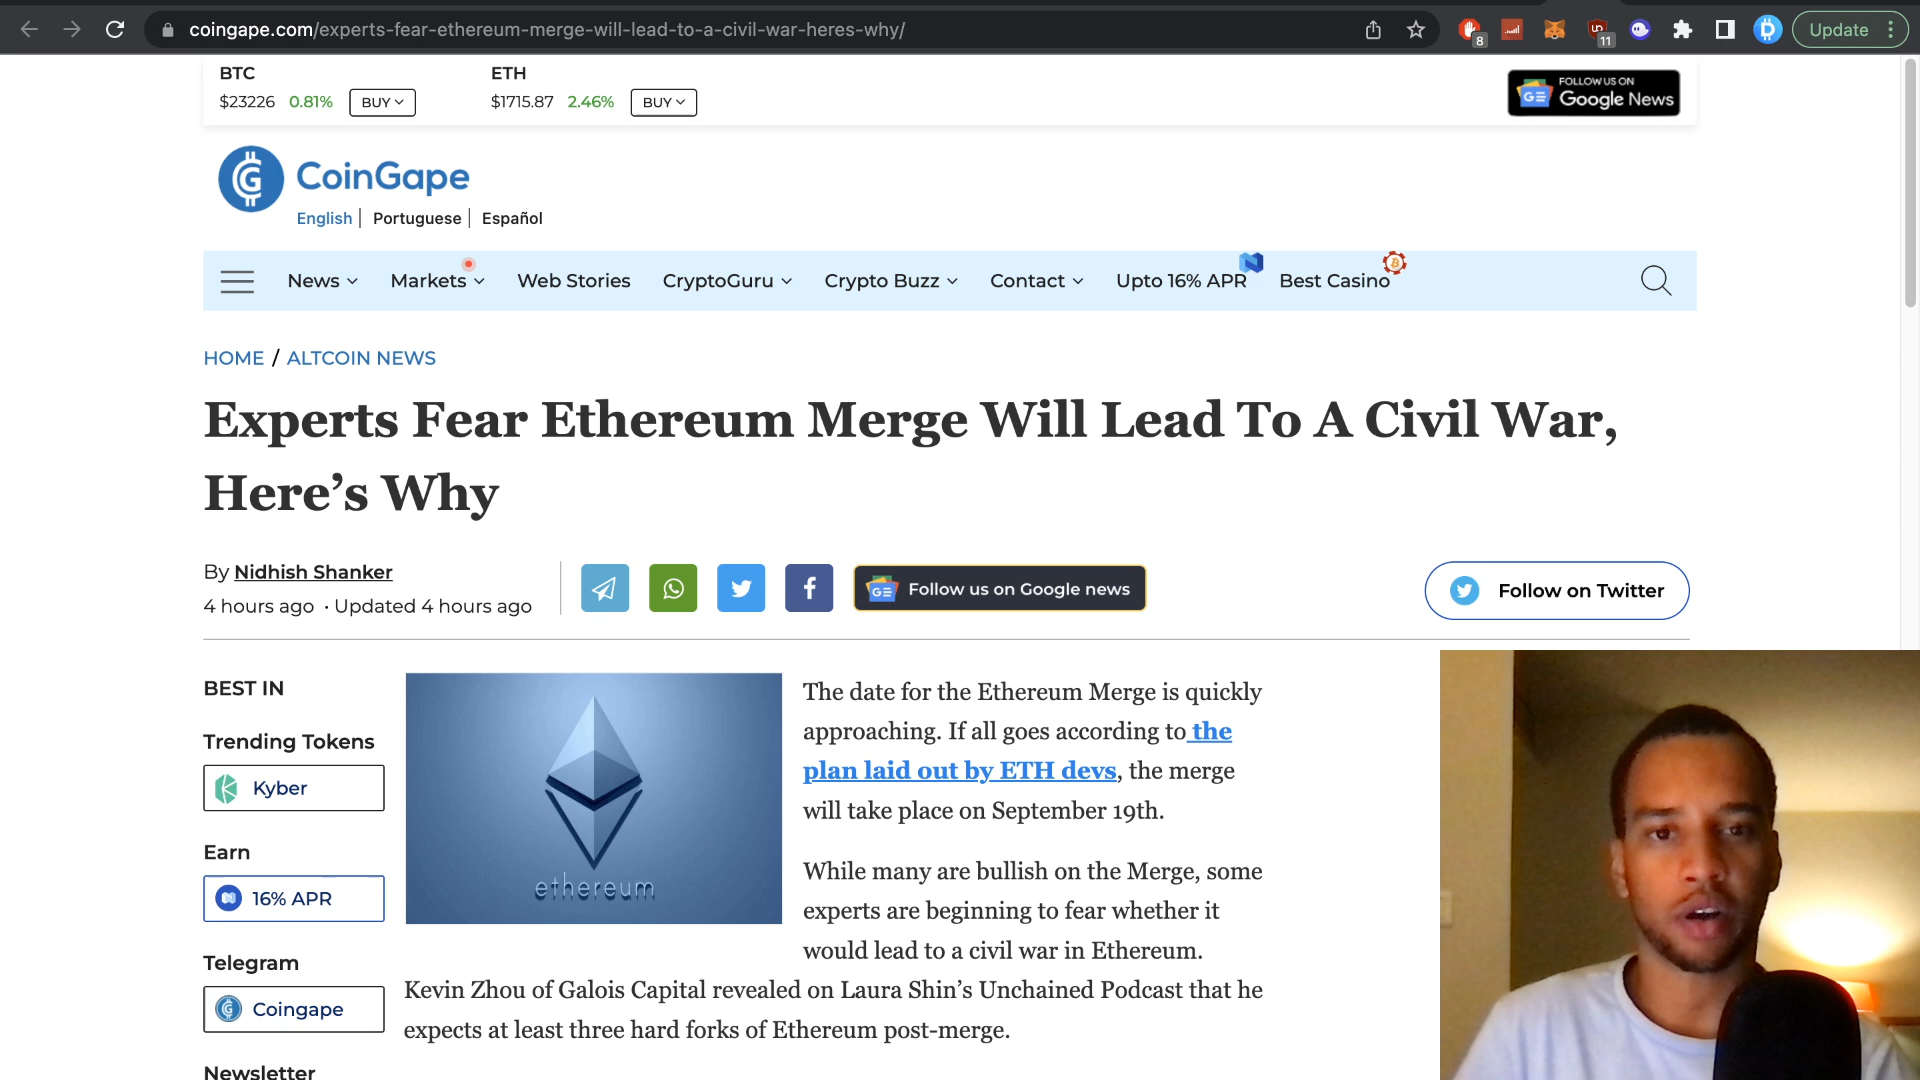 coingape.com/experts-fear-ethereum-merge-will-lead-to-a-civil-war-heres-why/
8
11
Update
BTC
$23226 0.81% BUY
ETH
$1715.87 2.46% BUY
FOLLOW US ON
Google News
CoinGape
English | Portuguese | Español
News Markets Web Stories CryptoGuru Crypto Buzz Contact Upto 16% APR Best Casino
HOME / ALTCOIN NEWS
Experts Fear Ethereum Merge Will Lead To A Civil War,
Here’s Why
By Nidhish Shanker
4 hours ago · Updated 4 hours ago
Follow us on Google news
Follow on Twitter
BEST IN
Trending Tokens
Kyber
Earn
16% APR
Telegram
Coingape
Newsletter
ethereum
The date for the Ethereum Merge is quickly
approaching. If all goes according to the
plan laid out by ETH devs, the merge
will take place on September 19th.
While many are bullish on the Merge, some
experts are beginning to fear whether it
would lead to a civil war in Ethereum.
Kevin Zhou of Galois Capital revealed on Laura Shin’s Unchained Podcast that he
expects at least three hard forks of Ethereum post-merge.